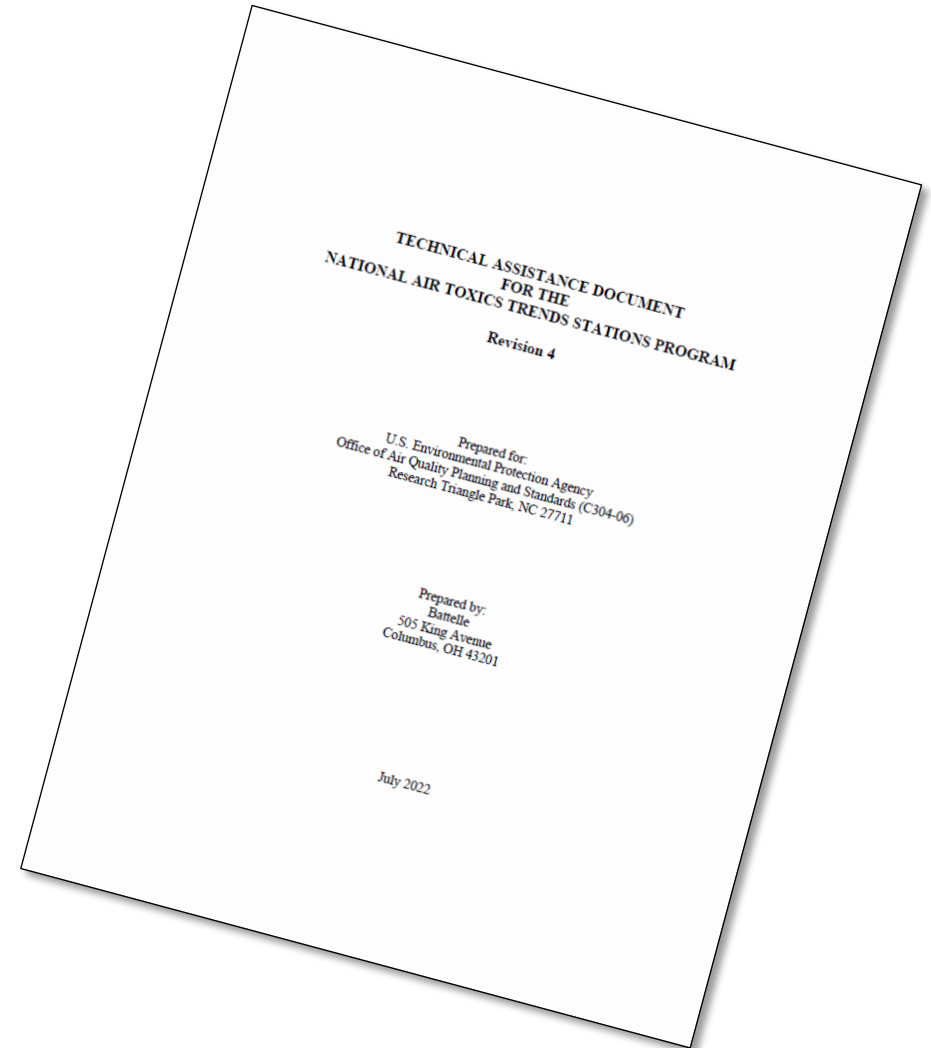 TECHNICAL ASSISTANCE DOCUMENT
FOR THE
NATIONAL AIR TOXICS TRENDS STATIONS PROGRAM
Revision 4
Prepared for:
U.S. Environmental Protection Agency
Office of Air Quality Planning and Standards (C304-06)
Research Triangle Park, NC 27711
Prepared by:
Battelle
505 King Avenue
Columbus, OH 43201
July 2022